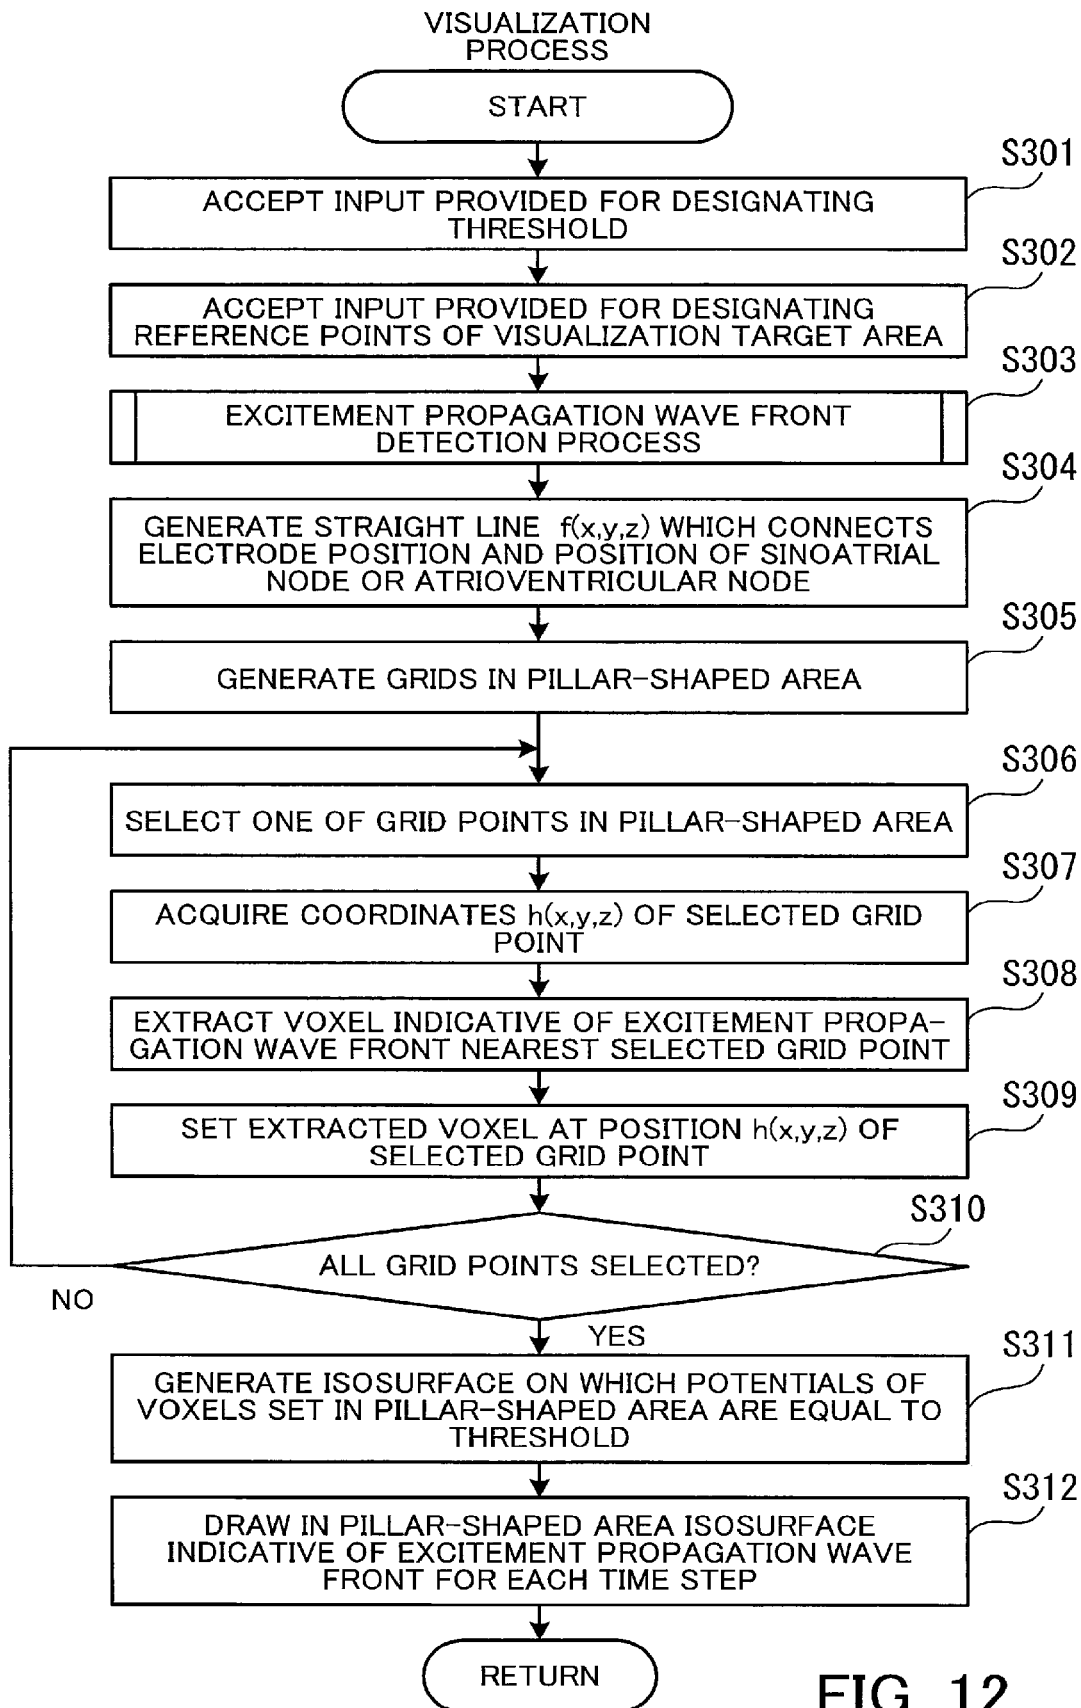 VISUALIZATION
PROCESS
START
S301
ACCEPT INPUT PROVIDED FOR DESIGNATING
THRESHOLD
S302
ACCEPT INPUT PROVIDED FOR DESIGNATING
REFERENCE POINTS OF VISUALIZATION TARGET AREA
S303
EXCITEMENT PROPAGATION WAVE FRONT
DETECTION PROCESS
S304
GENERATE STRAIGHT LINE f(x,y,z) WHICH CONNECTS
ELECTRODE POSITION AND POSITION OF SINOATRIAL
NODE OR ATRIOVENTRICULAR NODE
S305
GENERATE GRIDS IN PILLAR-SHAPED AREA
S306
SELECT ONE OF GRID POINTS IN PILLAR-SHAPED AREA
S307
ACQUIRE COORDINATES h(x,y,z) OF SELECTED GRID
POINT
S308
EXTRACT VOXEL INDICATIVE OF EXCITEMENT PROPA-
GATION WAVE FRONT NEAREST SELECTED GRID POINT
S309
SET EXTRACTED VOXEL AT POSITION h(x,y,z) OF
SELECTED GRID POINT
S310
ALL GRID POINTS SELECTED?
NO
YES
S311
GENERATE ISOSURFACE ON WHICH POTENTIALS OF
VOXELS SET IN PILLAR-SHAPED AREA ARE EQUAL TO
THRESHOLD
S312
DRAW IN PILLAR-SHAPED AREA ISOSURFACE
INDICATIVE OF EXCITEMENT PROPAGATION WAVE
FRONT FOR EACH TIME STEP
RETURN
FIG. 12